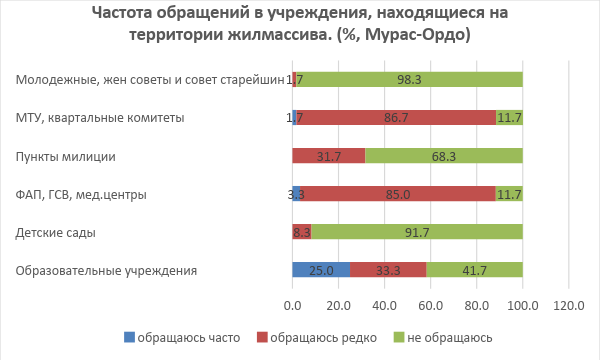 Частота обращений в учреждения, находящиеся на
территории жилмассива. (%, Мурас-Ордо)
Молодежные, жен советы и совет старейшин 1.7 98.3
МТУ, квартальные комитеты 1.7 86.7 11.7
Пункты милиции 31.7 68.3
ФАП, ГСВ, мед.центры 3.3 85.0 11.7
Детские сады 8.3 91.7
Образовательные учреждения 25.0 33.3 41.7
0.0 20.0 40.0 60.0 80.0 100.0 120.0
обращаюсь часто обращаюсь редко не обращаюсь